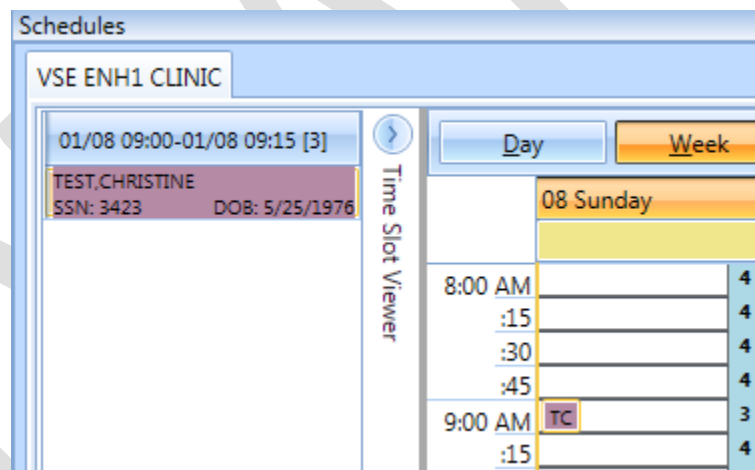 Schedules
VSE ENH1 CLINIC
01/08 09:00-01/08 09:15 [3]
TEST,CHRISTINE
SSN: 3423 DOB: 5/25/1976
Time Slot Viewer
Day Week
08 Sunday
8:00 AM 4
:15 4
:30 4
:45 4
9:00 AM TC 3
:15 4